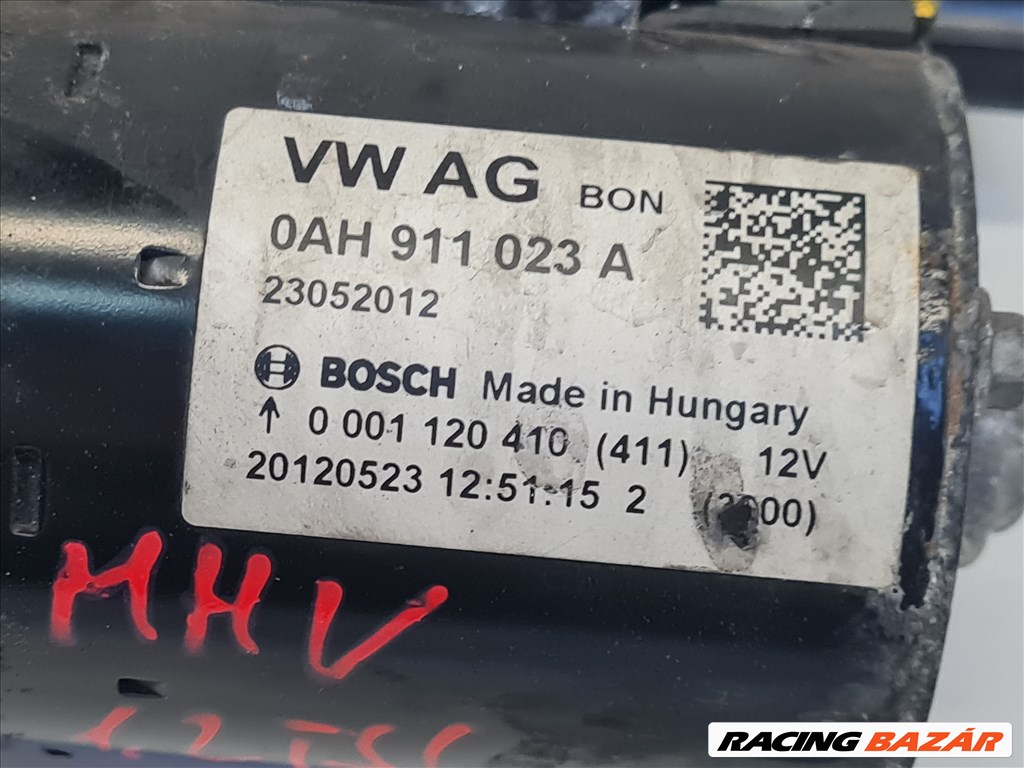 VW AG BON
0AH 911 023 A
23052012
BOSCH Made in Hungary
↑ 0 001 120 410 (411) 12V
20120523 12:51:15 2
MHV
RACING BAZÁR